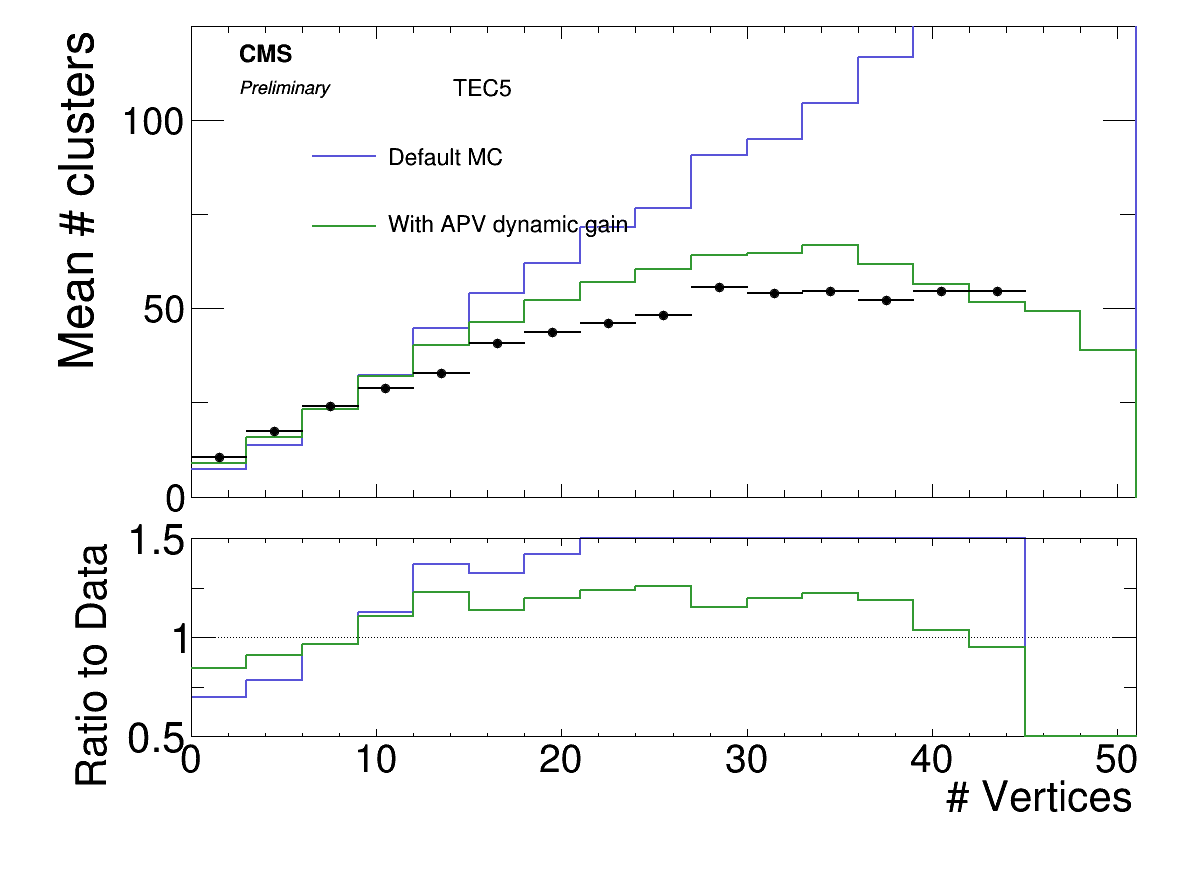 Mean # clusters
CMS
Preliminary
TEC5
Default MC
With APV dynamic gain
100
50
0
Ratio to Data
1.5
1
0.5
0 10 20 30 40 50
# Vertices